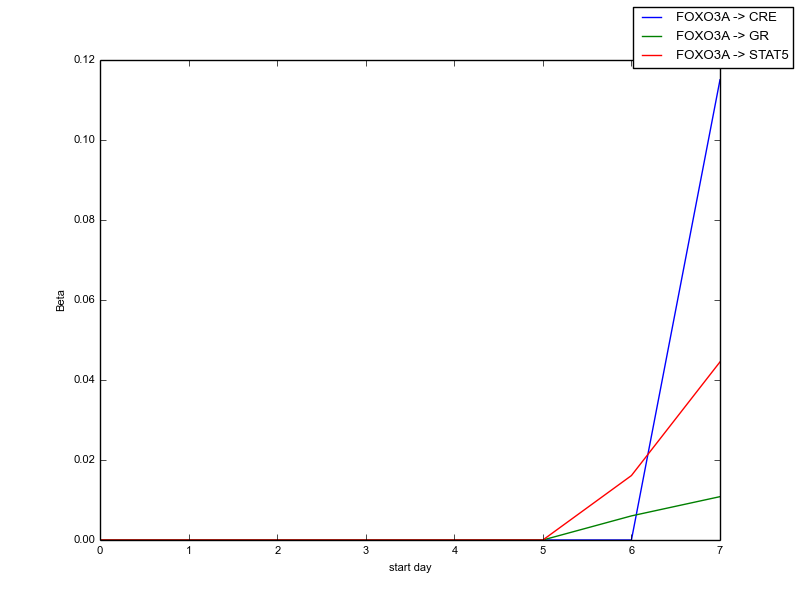 FOXO3A -> CRE
FOXO3A -> GR
FOXO3A -> STAT5
0.12
0.10
0.08
0.06
0.04
0.02
0.00
Beta
0 1 2 3 4 5 6 7
start day